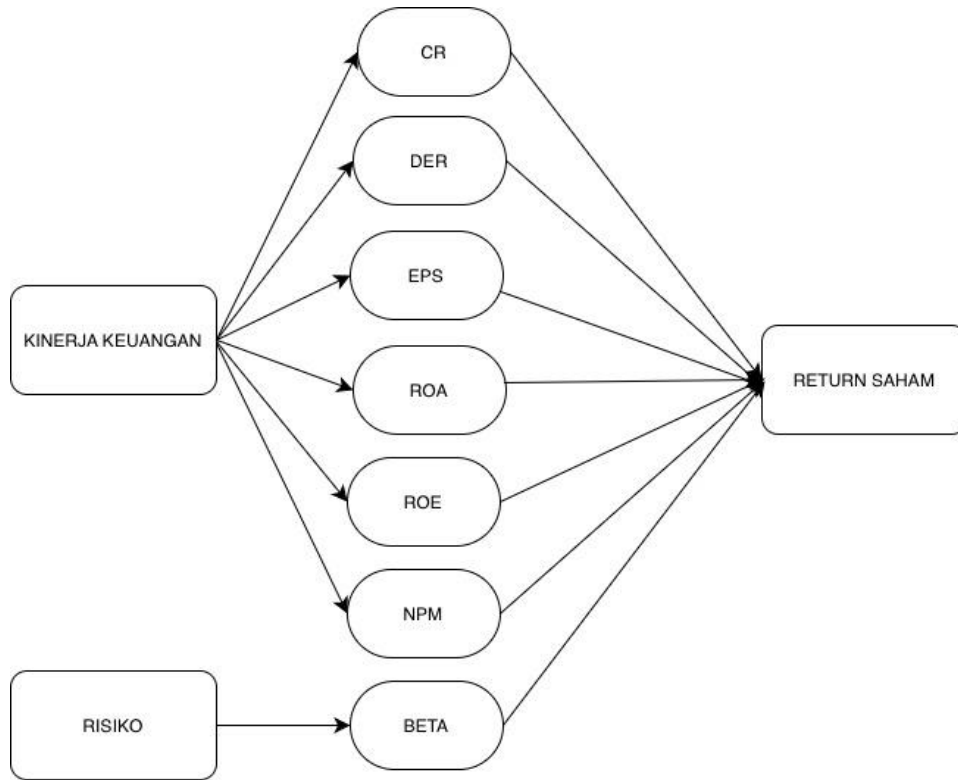 CR
DER
EPS
KINERJA KEUANGAN
ROA
RETURN SAHAM
ROE
NPM
RISIKO
BETA